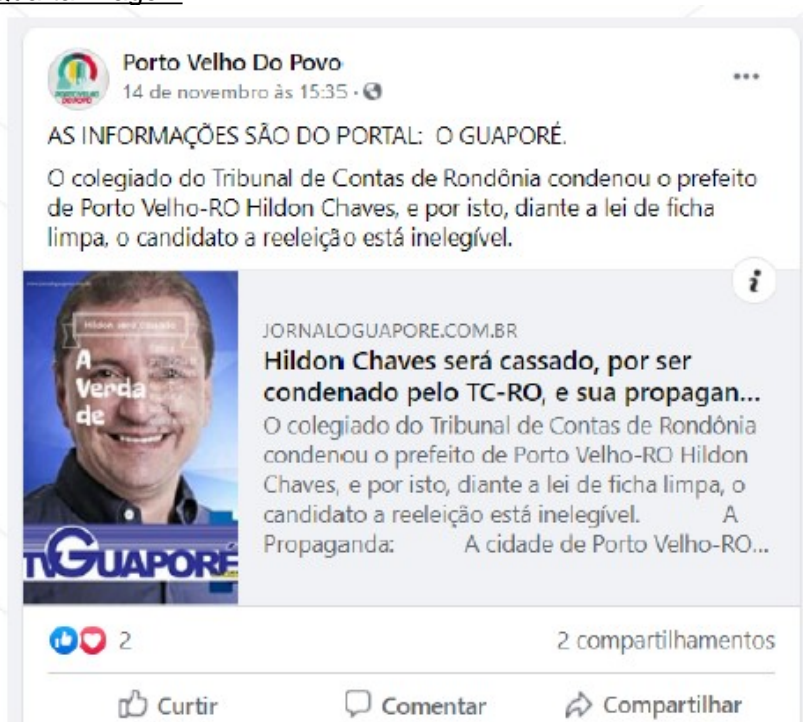 Porto Velho Do Povo
14 de novembro às 15:35 ·
AS INFORMAÇÕES SÃO DO PORTAL: O GUAPORÉ.
O colegiado do Tribunal de Contas de Rondônia condenou o prefeito
de Porto Velho-RO Hildon Chaves, e por isto, diante a lei de ficha
limpa, o candidato a reeleição está inelegível.
Hildon será cassado
A
Verda
de
TVGUAPORÉ
JORNALOGUAPORE.COM.BR
Hildon Chaves será cassado, por ser
condenado pelo TC-RO, e sua propagan...
O colegiado do Tribunal de Contas de Rondônia
condenou o prefeito de Porto Velho-RO Hildon
Chaves, e por isto, diante a lei de ficha limpa, o
candidato a reeleição está inelegível. A
Propaganda: A cidade de Porto Velho-RO...
2
2 compartilhamentos
Curtir
Comentar
Compartilhar